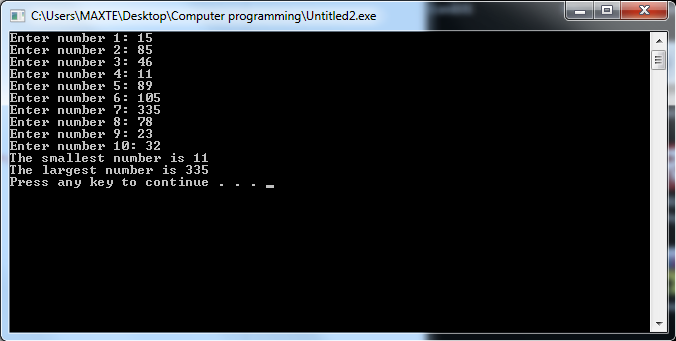 C:\Users\MAXTE\Desktop\Computer programming\Untitled2.exe
Enter number 1: 15
Enter number 2: 85
Enter number 3: 46
Enter number 4: 11
Enter number 5: 89
Enter number 6: 105
Enter number 7: 335
Enter number 8: 78
Enter number 9: 23
Enter number 10: 32
The smallest number is 11
The largest number is 335
Press any key to continue . . . _